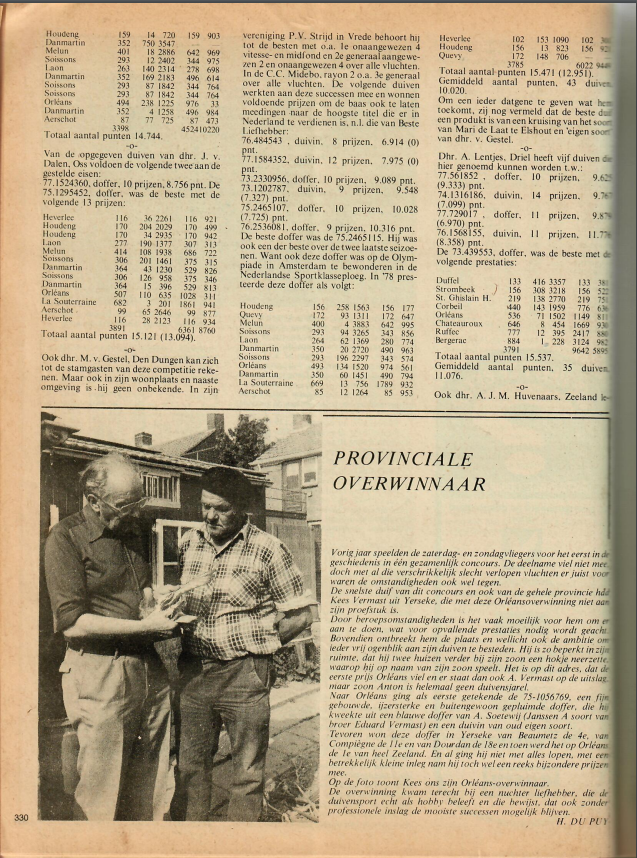 Houdeng 159 14 720 159 903
Danmartin 352 750 3547 —
Melun 401 18 2886 642 969
Soissons 293 12 2402 344 975
Laon 263 140 2314 278 698
Danmartin 352 169 2183 496 614
Soissons 293 87 1842 344 764
Soissons 293 87 1842 344 764
Orléans 494 238 1225 976 33
Danmartin 352 4 1258 496 984
Aerschot 87 77 725 87 473
3398 452410220
Totaal aantal punten 14.744.
-o-
Van de opgegeven duiven van dhr. J. v.
Dalen, Oss voldeden de volgende twee aan de
gestelde eisen:
77.1524360, doffer, 10 prijzen, 8.756 pnt. De
75.1295452, doffer, was de beste met de
volgende 13 prijzen:
Heverlee 116 36 2261 116 921
Houdeng 170 204 2029 170 499
Houdeng 170 34 2935 170 942
Laon 277 190 1377 307 313
Melun 414 108 1938 686 722
Soissons 306 201 1461 375 315
Danmartin 364 43 1230 529 826
Soissons 306 126 958 375 346
Danmartin 364 15 396 529 813
Orléans 507 110 635 1028 311
La Souterraine 682 3 201 1861 941
Aerschot 99 65 2646 99 877
Heverlee 116 28 2123 116 934
3891 6361 8760
Totaal aantal punten 15.121 (13.094).
-o-
Ook dhr. M. v. Gestel, Den Dungen kan zich
tot de stamgasten van deze competitie reke-
nen. Maar ook in zijn woonplaats en naaste
omgeving is hij geen onbekende. In zijn
vereniging P.V. Strijd in Vrede behoort hij
tot de besten met o.a. 1e onaangewezen 4
vitesse- en midfond en 2e generaal aangewe-
zen 2 en onaangewezen 4 over alle vluchten.
In de C.C. Midebo, rayon 2 o.a. 3e generaal
over alle vluchten. De volgende duiven
werkten aan deze successen mee en wonnen
voldoende prijzen om de baas ook te laten
meedingen naar de hoogste titel die er in
Nederland te verdienen is, n.l. die van Beste
Liefhebber:
76.484543 , duivin, 8 prijzen, 6.914 (0)
pnt.
77.1584352, duivin, 12 prijzen, 7.975 (0)
pnt.
73.2330956, doffer, 10 prijzen, 9.089 pnt.
73.1202787, duivin, 9 prijzen, 9.548
(7.327) pnt.
75.2465107, doffer, 10 prijzen, 10.028
(7.725) pnt.
76.2536081, doffer, 9 prijzen, 10.316 pnt.
De beste doffer was de 75.2465115. Hij was
ook een der beste over de twee laatste seizoe-
nen. Want ook deze doffer was op de Olym-
piade in Amsterdam te bewonderen in de
Nederlandse Sportklasseploeg. In '78 pres-
teerde deze doffer als volgt:
Houdeng 156 258 1563 156 177
Quevy 172 93 1311 172 647
Melun 400 4 3883 642 995
Soissons 293 94 3265 343 856
Laon 264 62 1369 280 774
Danmartin 350 20 2720 490 963
Soissons 293 196 2297 343 574
Orléans 493 134 1520 974 561
Danmartin 350 60 1451 490 794
La Souterraine 669 13 756 1789 932
Aerschot 85 12 1264 85 953
Heverlee 102 153 1090 102
Houdeng 156 13 823 156
Quevy 172 148 706
3785 6022
Totaal aantal punten 15.471 (12.951).
Gemiddeld aantal punten, 43 duiven,
10.020.
Om een ieder datgene te geven wat hem
toekomt, zij nog vermeld dat de beste duif
een produkt is van een kruising van het soort
van Mari de Laat te Elshout en 'eigen soort'
van dhr. v. Gestel.
-o-
Dhr. A. Lentjes, Driel heeft vijf duiven die
hier genoemd kunnen worden t.w.:
77.561852 , doffer, 10 prijzen,
(9.333) pnt.
74.1316186, duivin, 14 prijzen,
(7.099) pnt.
77.729017 , doffer, 11 prijzen,
(6.970) pnt.
76.1568155, duivin, 11 prijzen,
(8.358) pnt.
De 73.439553, doffer, was de beste met de
volgende prestaties:
Duffel 133 416 3357 133
Strombeek 156 308 3218 156
St. Ghislain H. 219 138 2770 219
Corbeil 440 143 1959 776
Orléans 536 71 1502 1149
Chateauroux 646 8 454 1669
Ruffec 777 12 395 2417
Bergerac 884 1 228 3124
3791 9642 5895
Totaal aantal punten 15.537.
Gemiddeld aantal punten, 35 duiven,
11.076.
-o-
Ook dhr. A. J. M. Huvenaars, Zeeland le-
PROVINCIALE
OVERWINNAAR
Vorig jaar speelden de zaterdag- en zondagvliegers voor het eerst in de
geschiedenis in één gezamenlijk concours. De deelname viel niet mee,
doch met al die verschrikkelijk slecht verlopen vluchten er juist voor
waren de omstandigheden ook wel tegen.
De snelste duif van dit concours en ook van de gehele provincie had
Kees Vermast uit Yerseke, die met deze Orléansoverwinning niet aan
zijn proefstuk is.
Door beroepsomstandigheden is het vaak moeilijk voor hem om er
aan te doen, wat voor opvallende prestaties nodig wordt geacht.
Bovendien ontbreekt hem de plaats en wellicht ook de ambitie om
ieder vrij ogenblik aan zijn duiven te besteden. Hij is zo beperkt in zijn
ruimte, dat hij twee huizen verder bij zijn zoon een hokje neerzette,
waarop hij op naam van zijn zoon speelt. Het is op dit adres, dat de
eerste prijs Orléans viel en er staat dan ook A. Vermast op de uitslag,
maar zoon Anton is helemaal geen duivensjarel.
Naar Orléans ging als eerste getekende de 75-1056769, een fijn
gebouwde, ijzersterke en buitengewoon gepluimde doffer, die hij
kweekte uit een blauwe doffer van A. Soetewij (Janssen A soort van
broer Eduard Vermast) en een duivin van oud eigen soort.
Tevoren won deze doffer in Yerseke van Beaumetz de 4e, van
Compiègne de 11e en van Dourdan de 18e en toen werd het op Orléans
de 1e van heel Zeeland. En al ging hij niet met alles lopen, met een
betrekkelijk kleine inleg nam hij toch wel een reeks bijzondere prijzen
mee.
Op de foto toont Kees ons zijn Orléans-overwinnaar.
De overwinning kwam terecht bij een nuchter liefhebber, die de
duivensport echt als hobby beleeft en die bewijst, dat ook zonder
professionele inslag de mooiste successen mogelijk blijven.
H. DU PUY
330